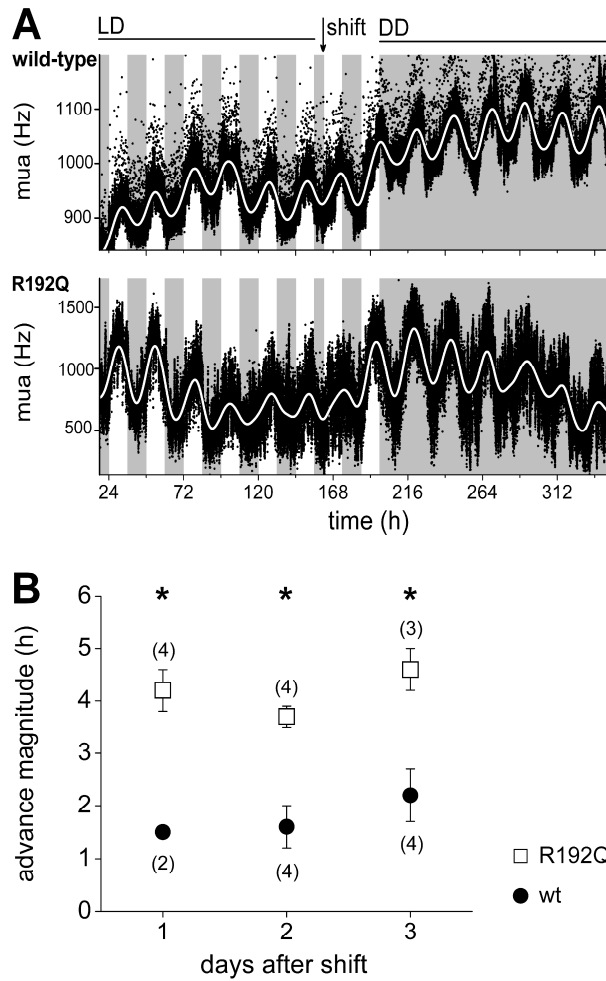 A
LD
shift
DD
wild-type
mua (Hz)
1100
1000
900
R192Q
mua (Hz)
1500
1000
500
24 72 120 168 216 264 312
time (h)
B
advance magnitude (h)
6
5
4
3
2
1
0
* * *
(4) (4) (3)
(2) (4) (4)
1 2 3
days after shift
R192Q
wt